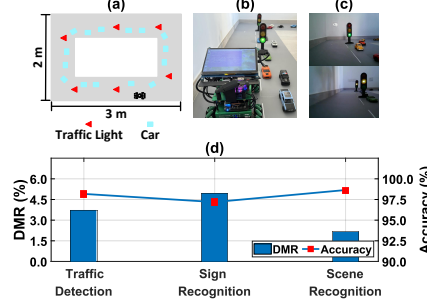 (a)
(b)
(c)
2 m
3 m
Traffic Light
Car
(d)
DMR (%)
6.0
4.5
3.0
1.5
0.0
Accuracy (%)
100.0
97.5
95.0
92.5
90.0
DMR
Accuracy
Traffic
Detection
Sign
Recognition
Scene
Recognition